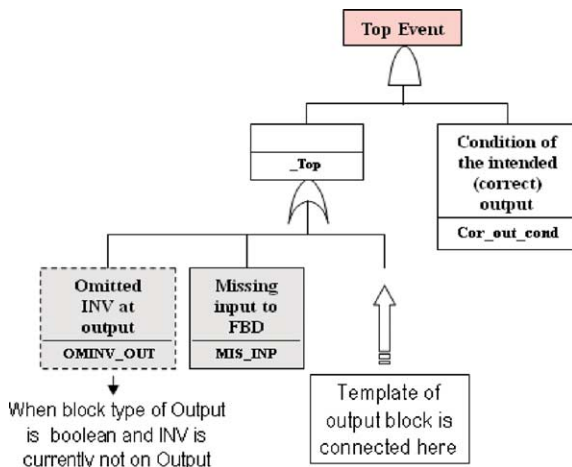 Top Event
_Top
Condition of
the intended
(correct)
output
Cor_out_cond
Omitted
INV at
output
OMINV_OUT
Missing
input to
FBD
MIS_INP
When block type of Output
is boolean and INV is
currently not on Output
Template of
output block is
connected here